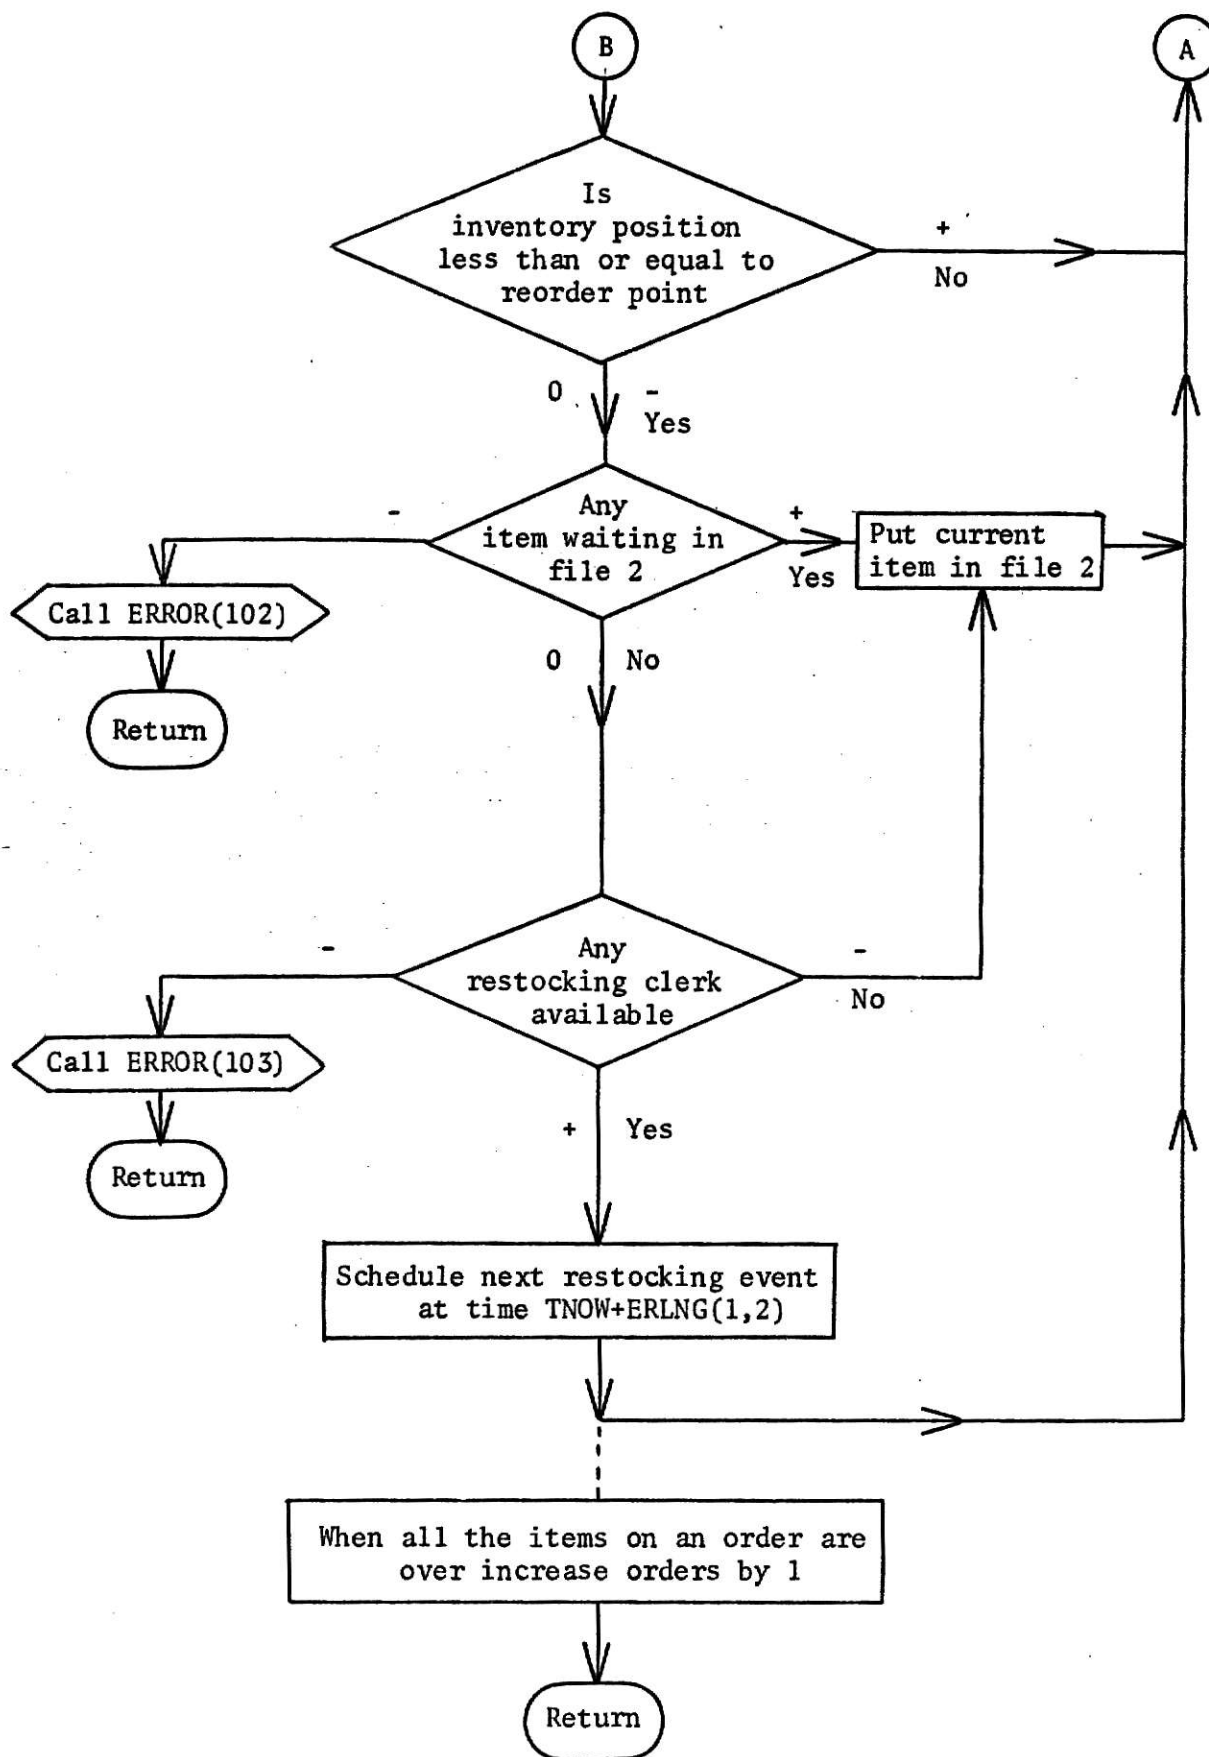 B
A
Is
inventory position
less than or equal to
reorder point
+
No
0
-
Yes
-
Any
item waiting in
file 2
+
Yes
Put current
item in file 2
Call ERROR(102)
Return
0
No
-
Any
restocking clerk
available
-
No
Call ERROR(103)
Return
+
Yes
Schedule next restocking event
at time TNOW+ERLNG(1,2)
When all the items on an order are
over increase orders by 1
Return